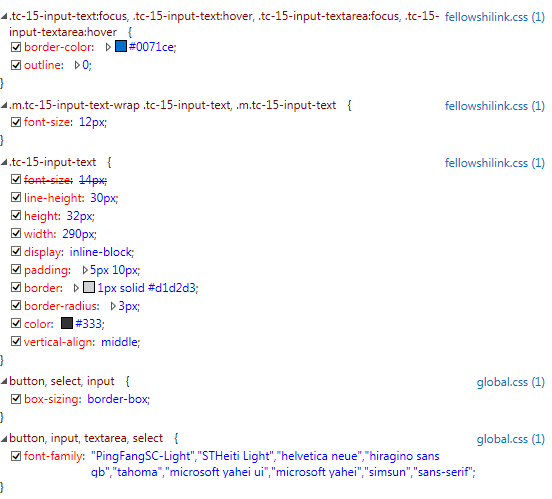 .tc-15-input-text:focus, .tc-15-input-text:hover, .tc-15-input-textarea:focus, .tc-15- fellowshilink.css (1)
input-textarea:hover {
border-color: #0071ce;
outline: 0;
}
.m.tc-15-input-text-wrap .tc-15-input-text, .m.tc-15-input-text { fellowshilink.css (1)
font-size: 12px;
}
.tc-15-input-text { fellowshilink.css (1)
font-size: 14px;
line-height: 30px;
height: 32px;
width: 290px;
display: inline-block;
padding: 5px 10px;
border: 1px solid #d1d2d3;
border-radius: 3px;
color: #333;
vertical-align: middle;
}
button, select, input { global.css (1)
box-sizing: border-box;
}
button, input, textarea, select { global.css (1)
font-family: "PingFangSC-Light","STHeiti Light","helvetica neue","hiragino sans
gb","tahoma","microsoft yahei ui","microsoft yahei","simsun","sans-serif";
}